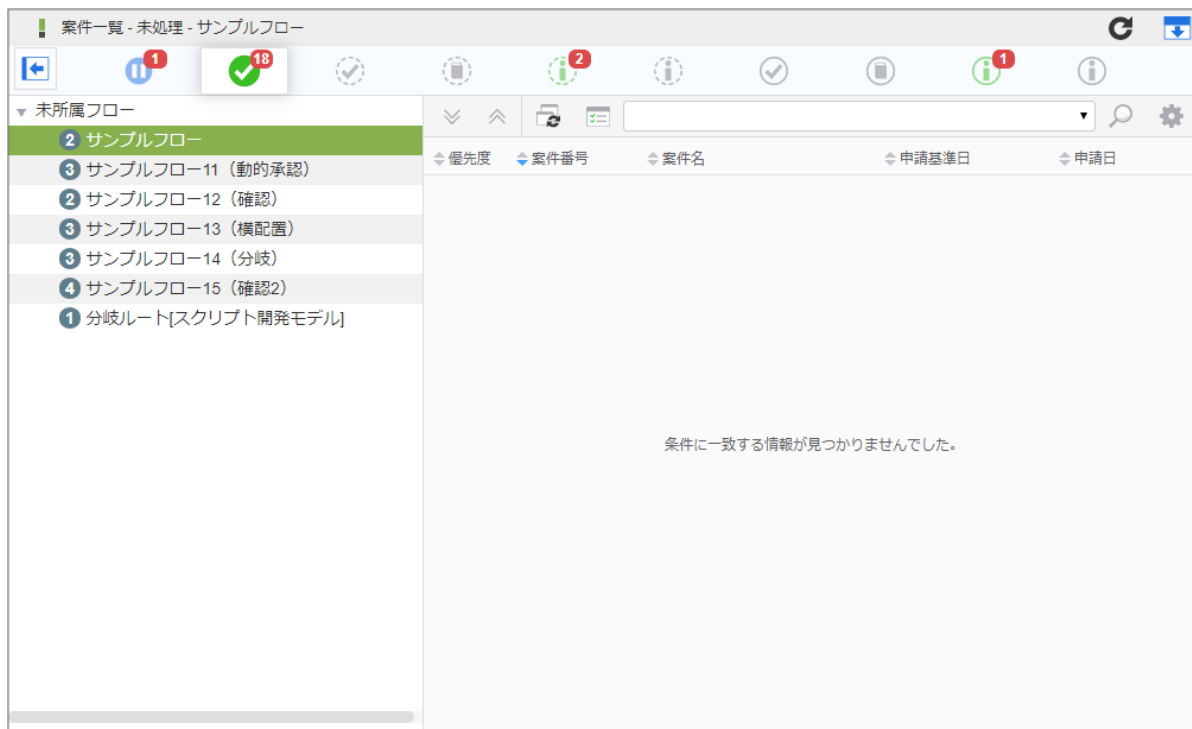 案件一覧 - 未処理 - サンプルフロー
1
18
2
1
未所属フロー
2 サンプルフロー
3 サンプルフロー11（動的承認）
2 サンプルフロー12（確認）
3 サンプルフロー13（横配置）
3 サンプルフロー14（分岐）
4 サンプルフロー15（確認2）
1 分岐ルート[スクリプト開発モデル]
優先度 案件番号 案件名 申請基準日 申請日
条件に一致する情報が見つかりませんでした。